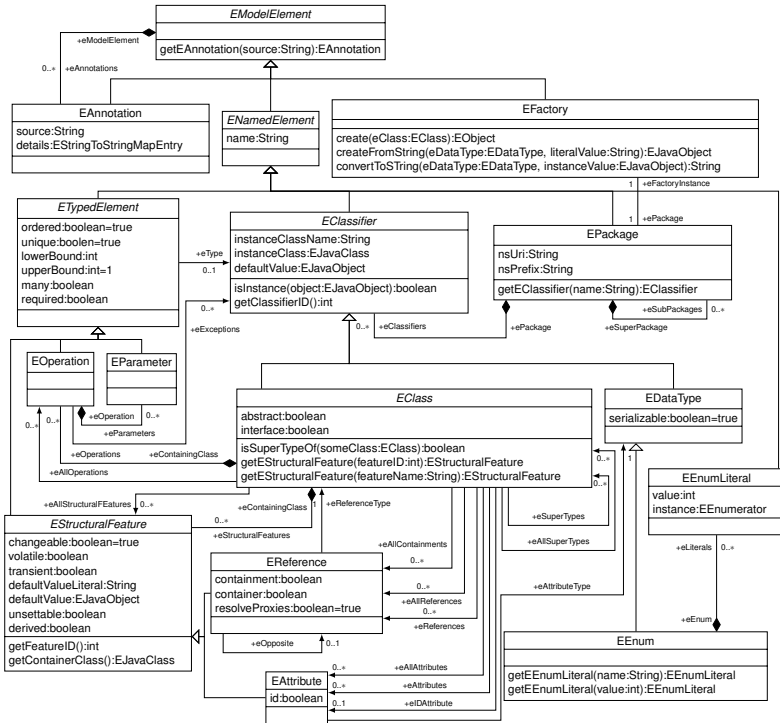 EModelElement
getEAnnotation(source:String):EAnnotation
+eModelElement
0..*
+eAnnotations
EAnnotation
source:String
details:EStringToStringMapEntry
ENamedElement
name:String
EFactory
create(eClass:EClass):EObject
createFromString(eDataType:EDataType, literalValue:String):EJavaObject
convertToSTring(eDataType:EDataType, instanceValue:EJavaObject):String
1
+eFactoryInstance
1
+ePackage
ETypedElement
ordered:boolean=true
unique:boolen=true
lowerBound:int
upperBound:int=1
many:boolean
required:boolean
+eType
0..1
0..*
+eExceptions
EClassifier
instanceClassName:String
instanceClass:EJavaClass
defaultValue:EJavaObject
isInstance(object:EJavaObject):boolean
getClassifierID():int
0..*
+eClassifiers
+ePackage
EPackage
nsUri:String
nsPrefix:String
getEClassifier(name:String):EClassifier
+eSubPackages
0..*
+eSuperPackage
EOperation
EParameter
+eOperation
0..*
+eParameters
0..*
0..*
+eOperations
+eContainingClass
+eAllOperations
EClass
abstract:boolean
interface:boolean
isSuperTypeOf(someClass:EClass):boolean
getEStructuralFeature(featureID:int):EStructuralFeature
getEStructuralFeature(featureName:String):EStructuralFeature
0..*
0..*
+eSuperTypes
+eAllSuperTypes
EDataType
serializable:boolean=true
1
EEnumLiteral
value:int
instance:EEnumerator
+eLiterals
0..*
+eEnum
+eAllStructuralFEatures
0..*
+eContainingClass
1
+eReferenceType
0..*
+eStructuralFeatures
EStructuralFeature
changeable:boolean=true
volatile:boolean
transient:boolean
defaultValueLiteral:String
defaultValue:EJavaObject
unsettable:boolean
derived:boolean
getFeatureID():int
getContainerClass():EJavaClass
EReference
containment:boolean
container:boolean
resolveProxies:boolean=true
+eOpposite
0..1
+eAllContainments
0..*
0..*
+eAllReferences
0..*
+eReferences
+eAttributeType
EEnum
getEEnumLiteral(name:String):EEnumLiteral
getEEnumLiteral(value:int):EEnumLiteral
EAttribute
id:boolean
0..*
+eAllAttributes
0..*
+eAttributes
0..1
+eIDAttribute